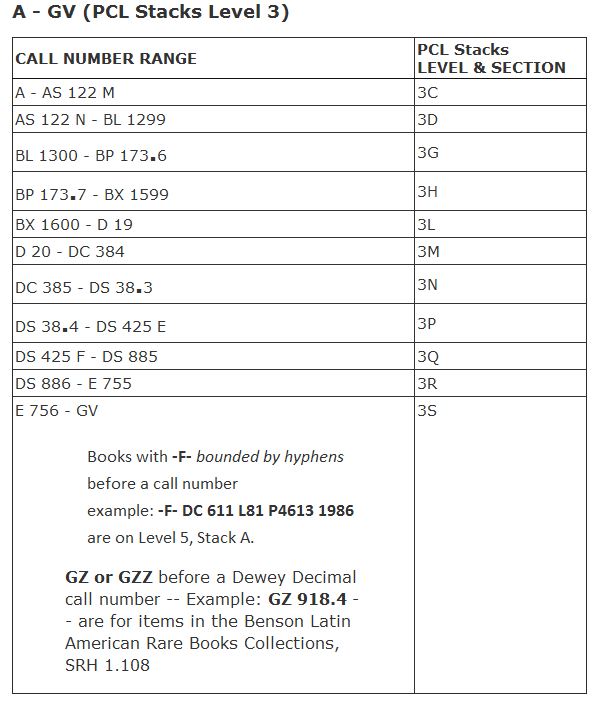 A - GV (PCL Stacks Level 3)
CALL NUMBER RANGE
PCL Stacks
LEVEL & SECTION
A - AS 122 M 3C
AS 122 N - BL 1299 3D
BL 1300 - BP 173.6 3G
BP 173.7 - BX 1599 3H
BX 1600 - D 19 3L
D 20 - DC 384 3M
DC 385 - DS 38.3 3N
DS 38.4 - DS 425 E 3P
DS 425 F - DS 885 3Q
DS 886 - E 755 3R
E 756 - GV 3S
Books with -F- bounded by hyphens
before a call number
example: -F- DC 611 L81 P4613 1986
are on Level 5, Stack A.
GZ or GZZ before a Dewey Decimal
call number -- Example: GZ 918.4 -
- are for items in the Benson Latin
American Rare Books Collections,
SRH 1.108